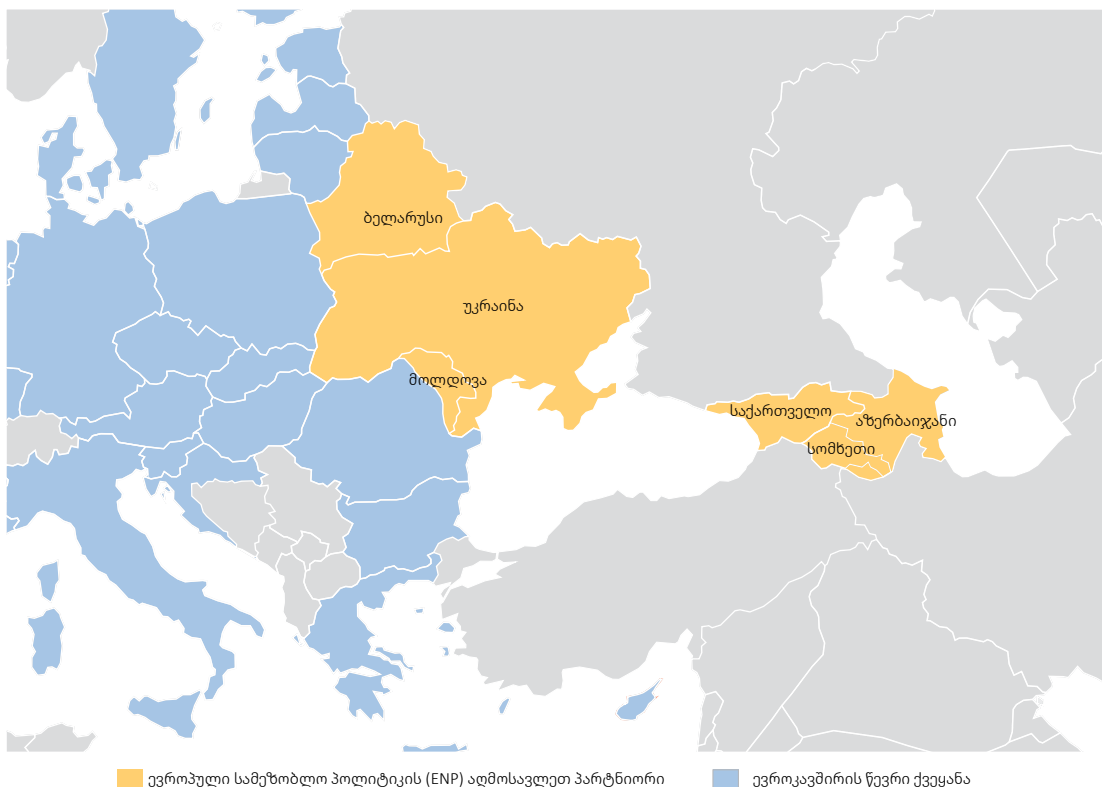 ბელარუსი
უკრაინა
მოლდოვა
საქართველო
აზერბაიჯანი
სომხეთი
ევროპული სამეზობლო პოლიტიკის (ENP) აღმოსავლეთ პარტნიორი
ევროკავშირის წევრი ქვეყანა